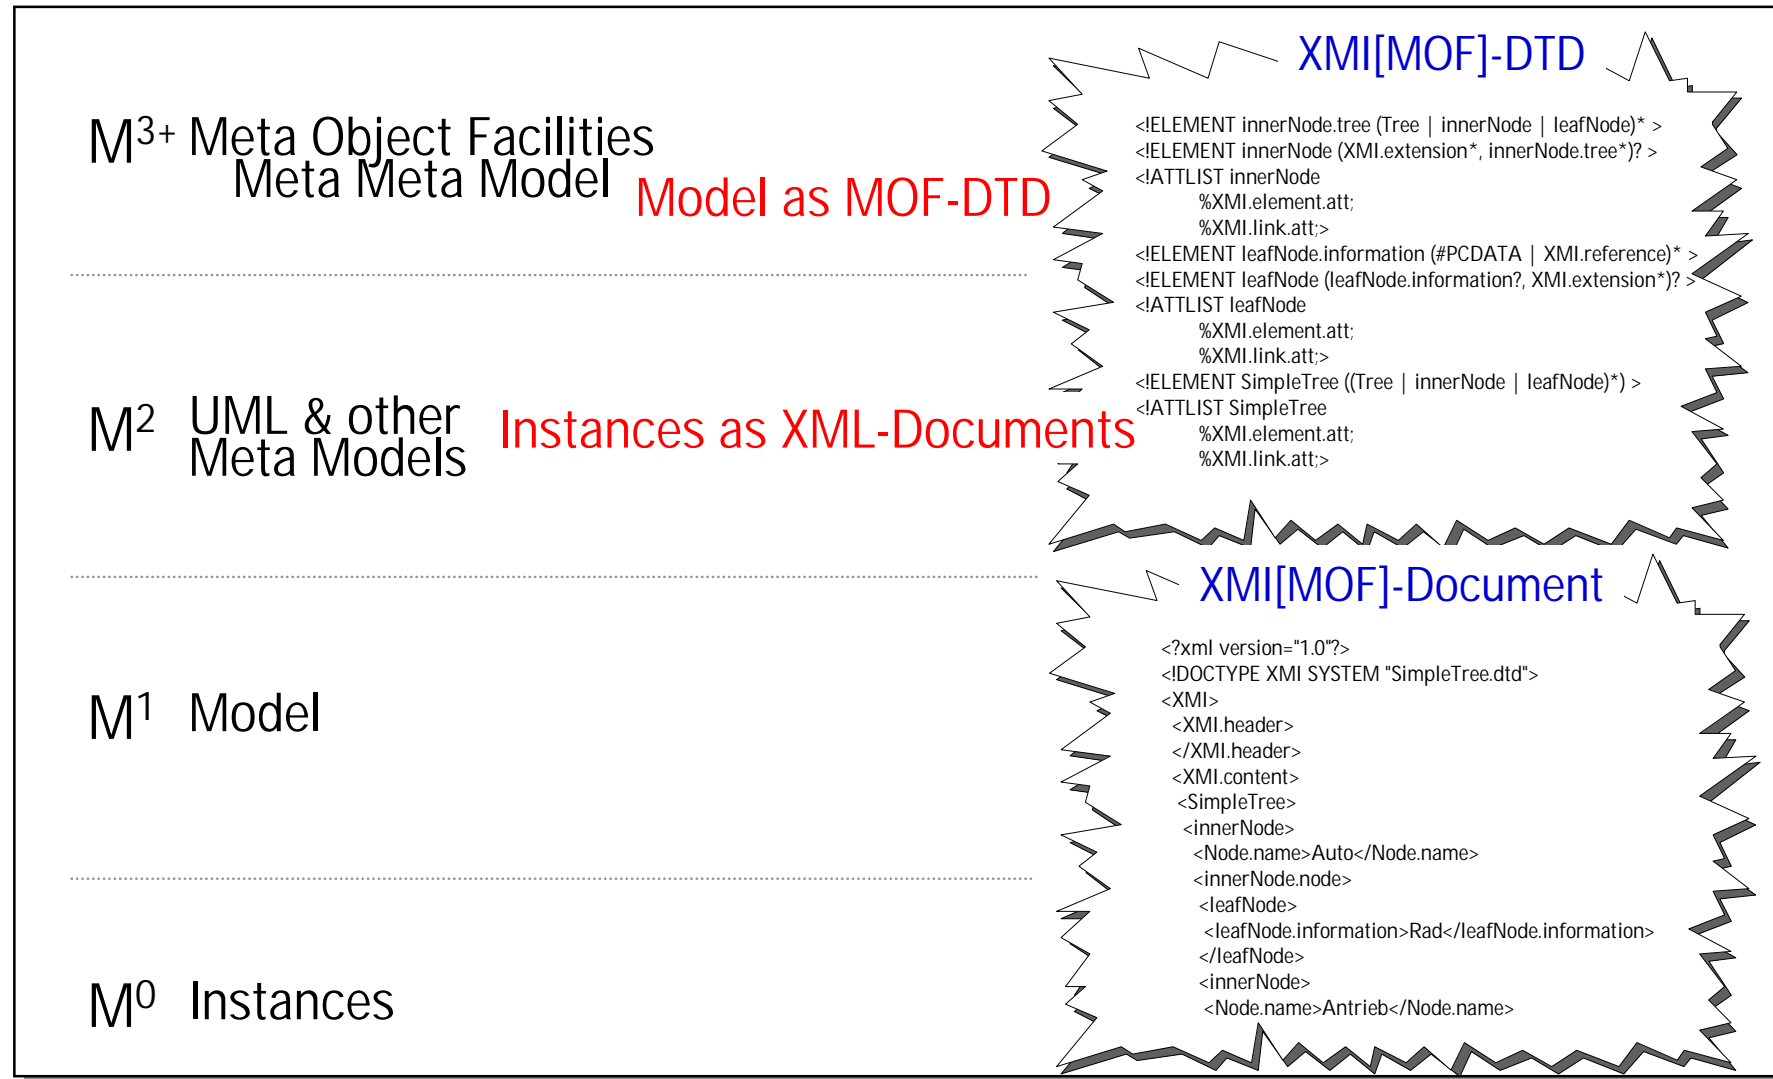 M3+ Meta Object Facilities
Meta Meta Model
Model as MOF-DTD
M2 UML & other
Meta Models
Instances as XML-Documents
M1 Model
M0 Instances
XMI[MOF]-DTD
<!ELEMENT innerNode.tree (Tree | innerNode | leafNode)* >
<!ELEMENT innerNode (XMI.extension*, innerNode.tree*)? >
<!ATTLIST innerNode
%XMI.element.att;
%XMI.link.att;>
<!ELEMENT leafNode.information (#PCDATA | XMI.reference)* >
<!ELEMENT leafNode (leafNode.information?, XMI.extension*)? >
<!ATTLIST leafNode
%XMI.element.att;
%XMI.link.att;>
<!ELEMENT SimpleTree ((Tree | innerNode | leafNode)*) >
<!ATTLIST SimpleTree
%XMI.element.att;
%XMI.link.att;>
XMI[MOF]-Document
<?xml version="1.0"?>
<!DOCTYPE XMI SYSTEM "SimpleTree.dtd">
<XMI>
<XMI.header>
</XMI.header>
<XMI.content>
<SimpleTree>
<innerNode>
<Node.name>Auto</Node.name>
<innerNode.node>
<leafNode>
<leafNode.information>Rad</leafNode.information>
</leafNode>
<innerNode>
<Node.name>Antrieb</Node.name>